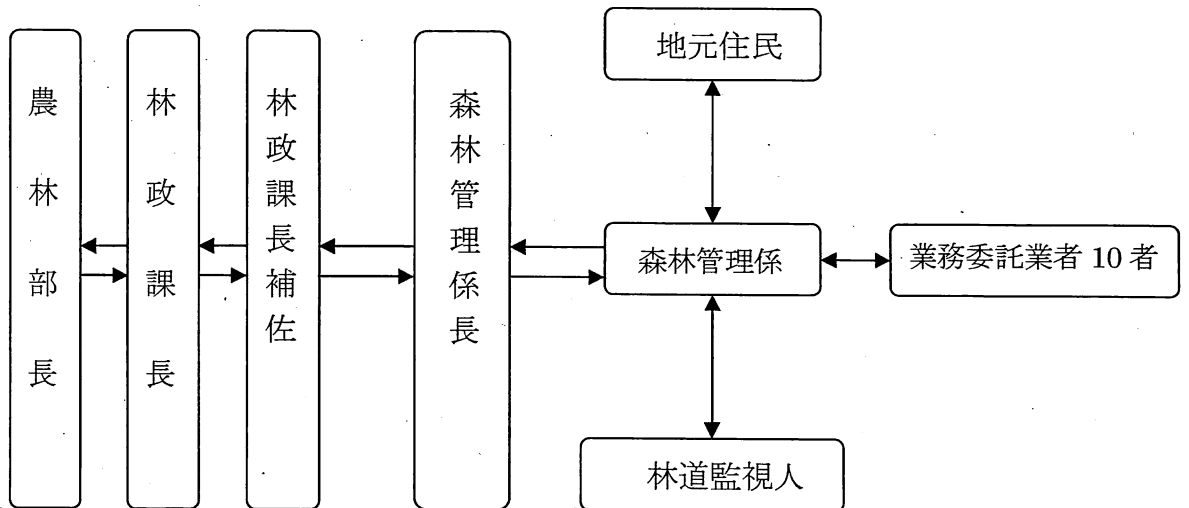 農林部長
林政課長
林政課長補佐
森林管理係長
地元住民
森林管理係
業務委託業者 10 者
林道監視人